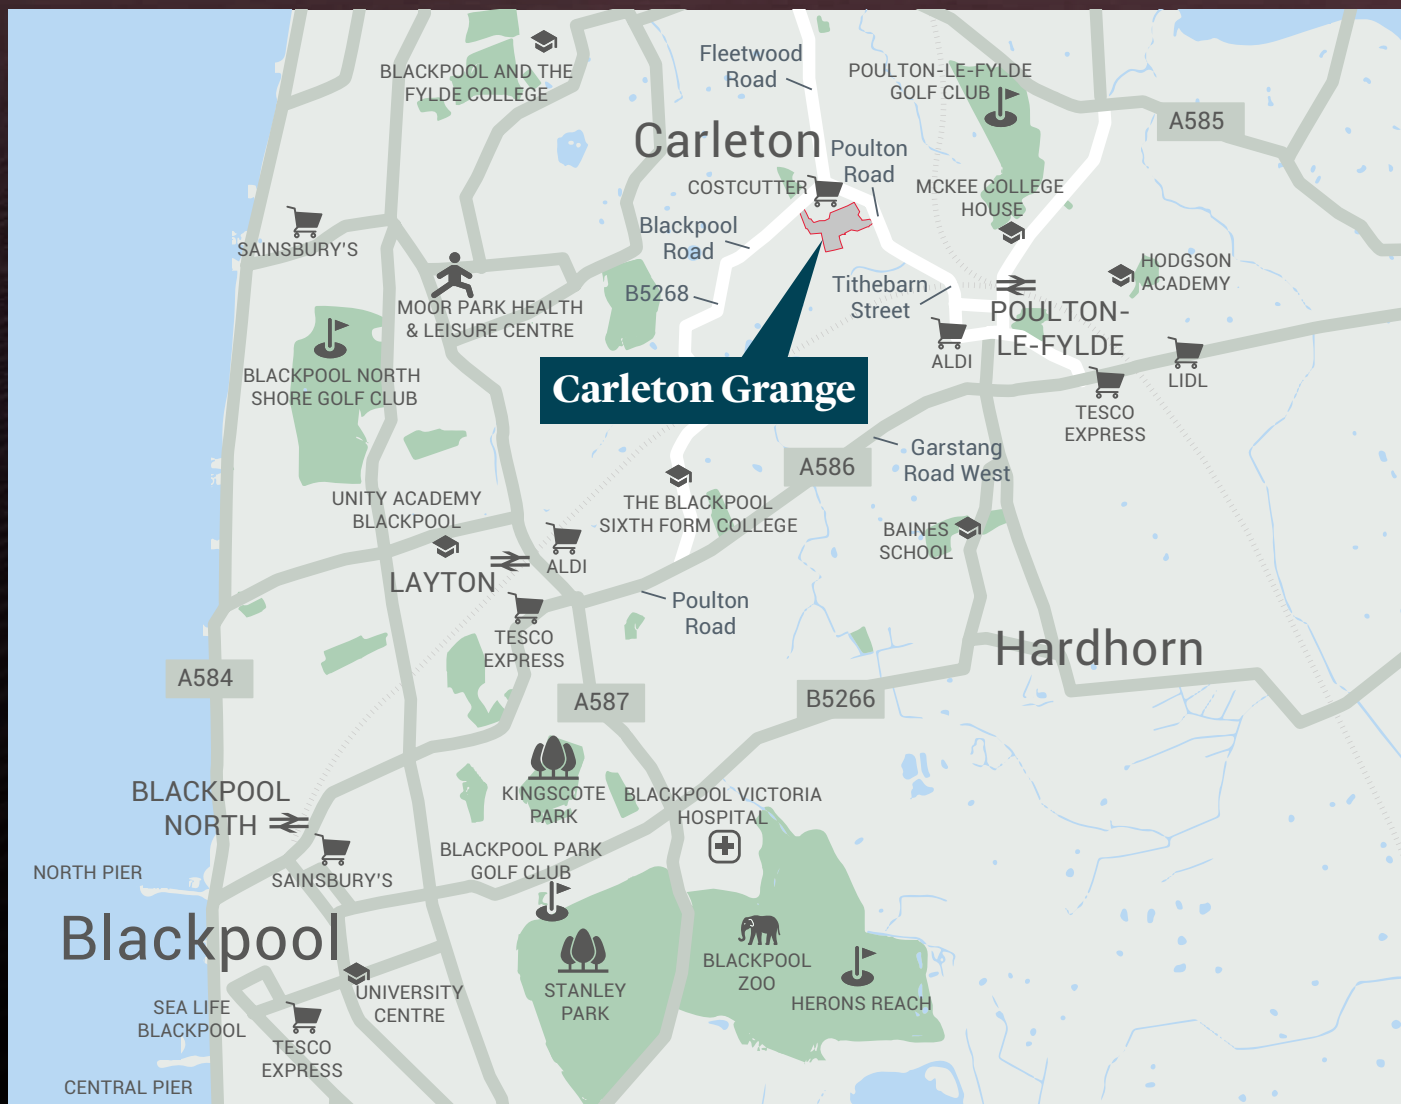 BLACKPOOL AND THE
FYLDE COLLEGE
Fleetwood
Road
POULTON-LE-FYLDE
GOLF CLUB
A585
Carleton
Poulton
Road
COSTCUTTER
MCKEE COLLEGE
HOUSE
SAINSBURY'S
Blackpool
Road
HODGSON
ACADEMY
B5268
Tithebarn
Street
MOOR PARK HEALTH
& LEISURE CENTRE
POULTON-
LE-FYLDE
ALDI
LIDL
BLACKPOOL NORTH
SHORE GOLF CLUB
Carleton Grange
TESCO
EXPRESS
Garstang
Road West
A586
UNITY ACADEMY
BLACKPOOL
THE BLACKPOOL
SIXTH FORM COLLEGE
BAINES
SCHOOL
LAYTON
ALDI
Poulton
Road
TESCO
EXPRESS
Hardhorn
A584
A587
B5266
BLACKPOOL
NORTH
KINGSCOTE
PARK
BLACKPOOL VICTORIA
HOSPITAL
NORTH PIER
SAINSBURY'S
BLACKPOOL PARK
GOLF CLUB
Blackpool
BLACKPOOL
ZOO
HERONS REACH
STANLEY
PARK
UNIVERSITY
CENTRE
SEA LIFE
BLACKPOOL
TESCO
EXPRESS
CENTRAL PIER